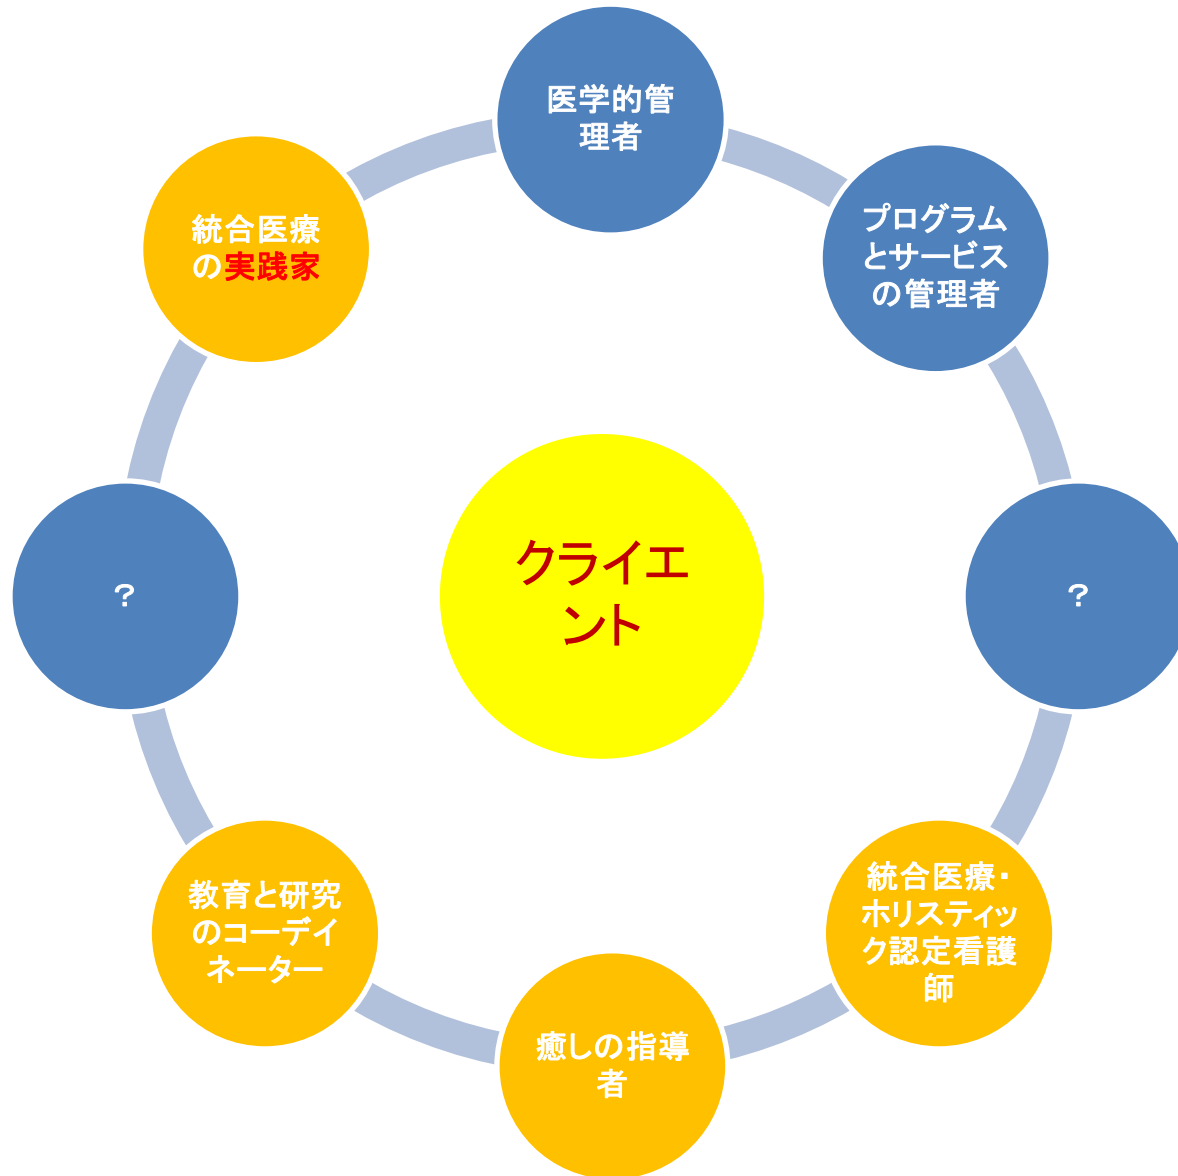 医学的管
理者
統合医療
の実践家
プログラム
とサービス
の管理者
クライエ
ント
?
?
教育と研究
のコーデイ
ネーター
統合医療・
ホリスティッ
ク認定看護
師
癒しの指導
者